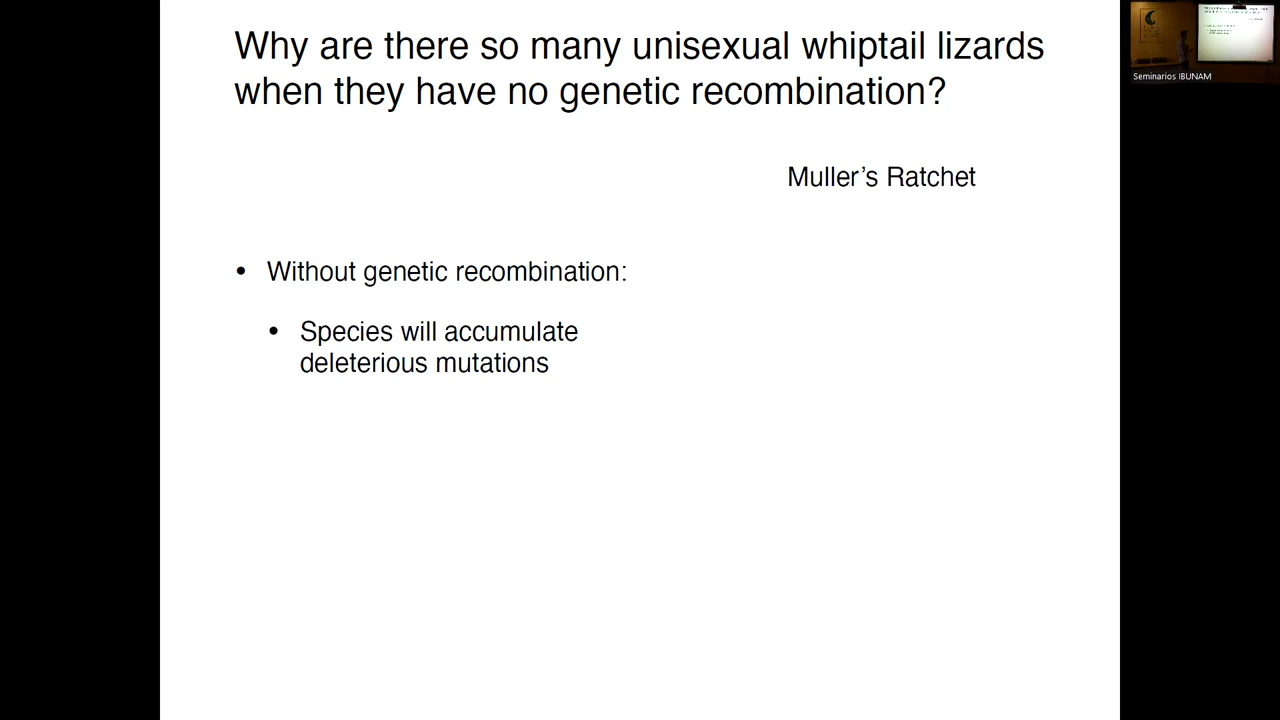 Why are there so many unisexual whiptail lizards
when they have no genetic recombination?
Muller’s Ratchet
• Without genetic recombination:
• Species will accumulate
deleterious mutations
Seminarios IBUNAM